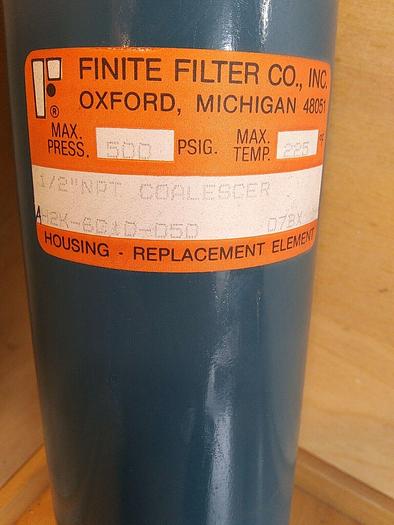 FINITE FILTER CO., INC.
®
OXFORD, MICHIGAN 48051
MAX. PRESS. 500 PSIG. MAX. TEMP. 225
1/2"NPT COALESCER
HOUSING - REPLACEMENT ELEMENT